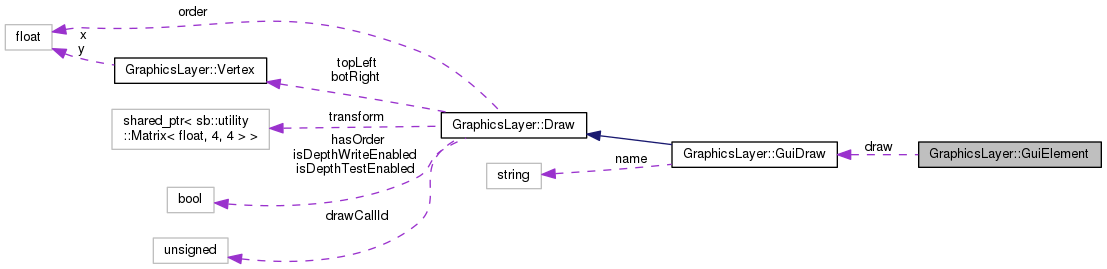 order
float
x
y
GraphicsLayer::Vertex
topLeft
botRight
shared_ptr< sb::utility
::Matrix< float, 4, 4 > >
transform
GraphicsLayer::Draw
hasOrder
isDepthWriteEnabled
isDepthTestEnabled
bool
drawCallId
unsigned
string
name
GraphicsLayer::GuiDraw
draw
GraphicsLayer::GuiElement